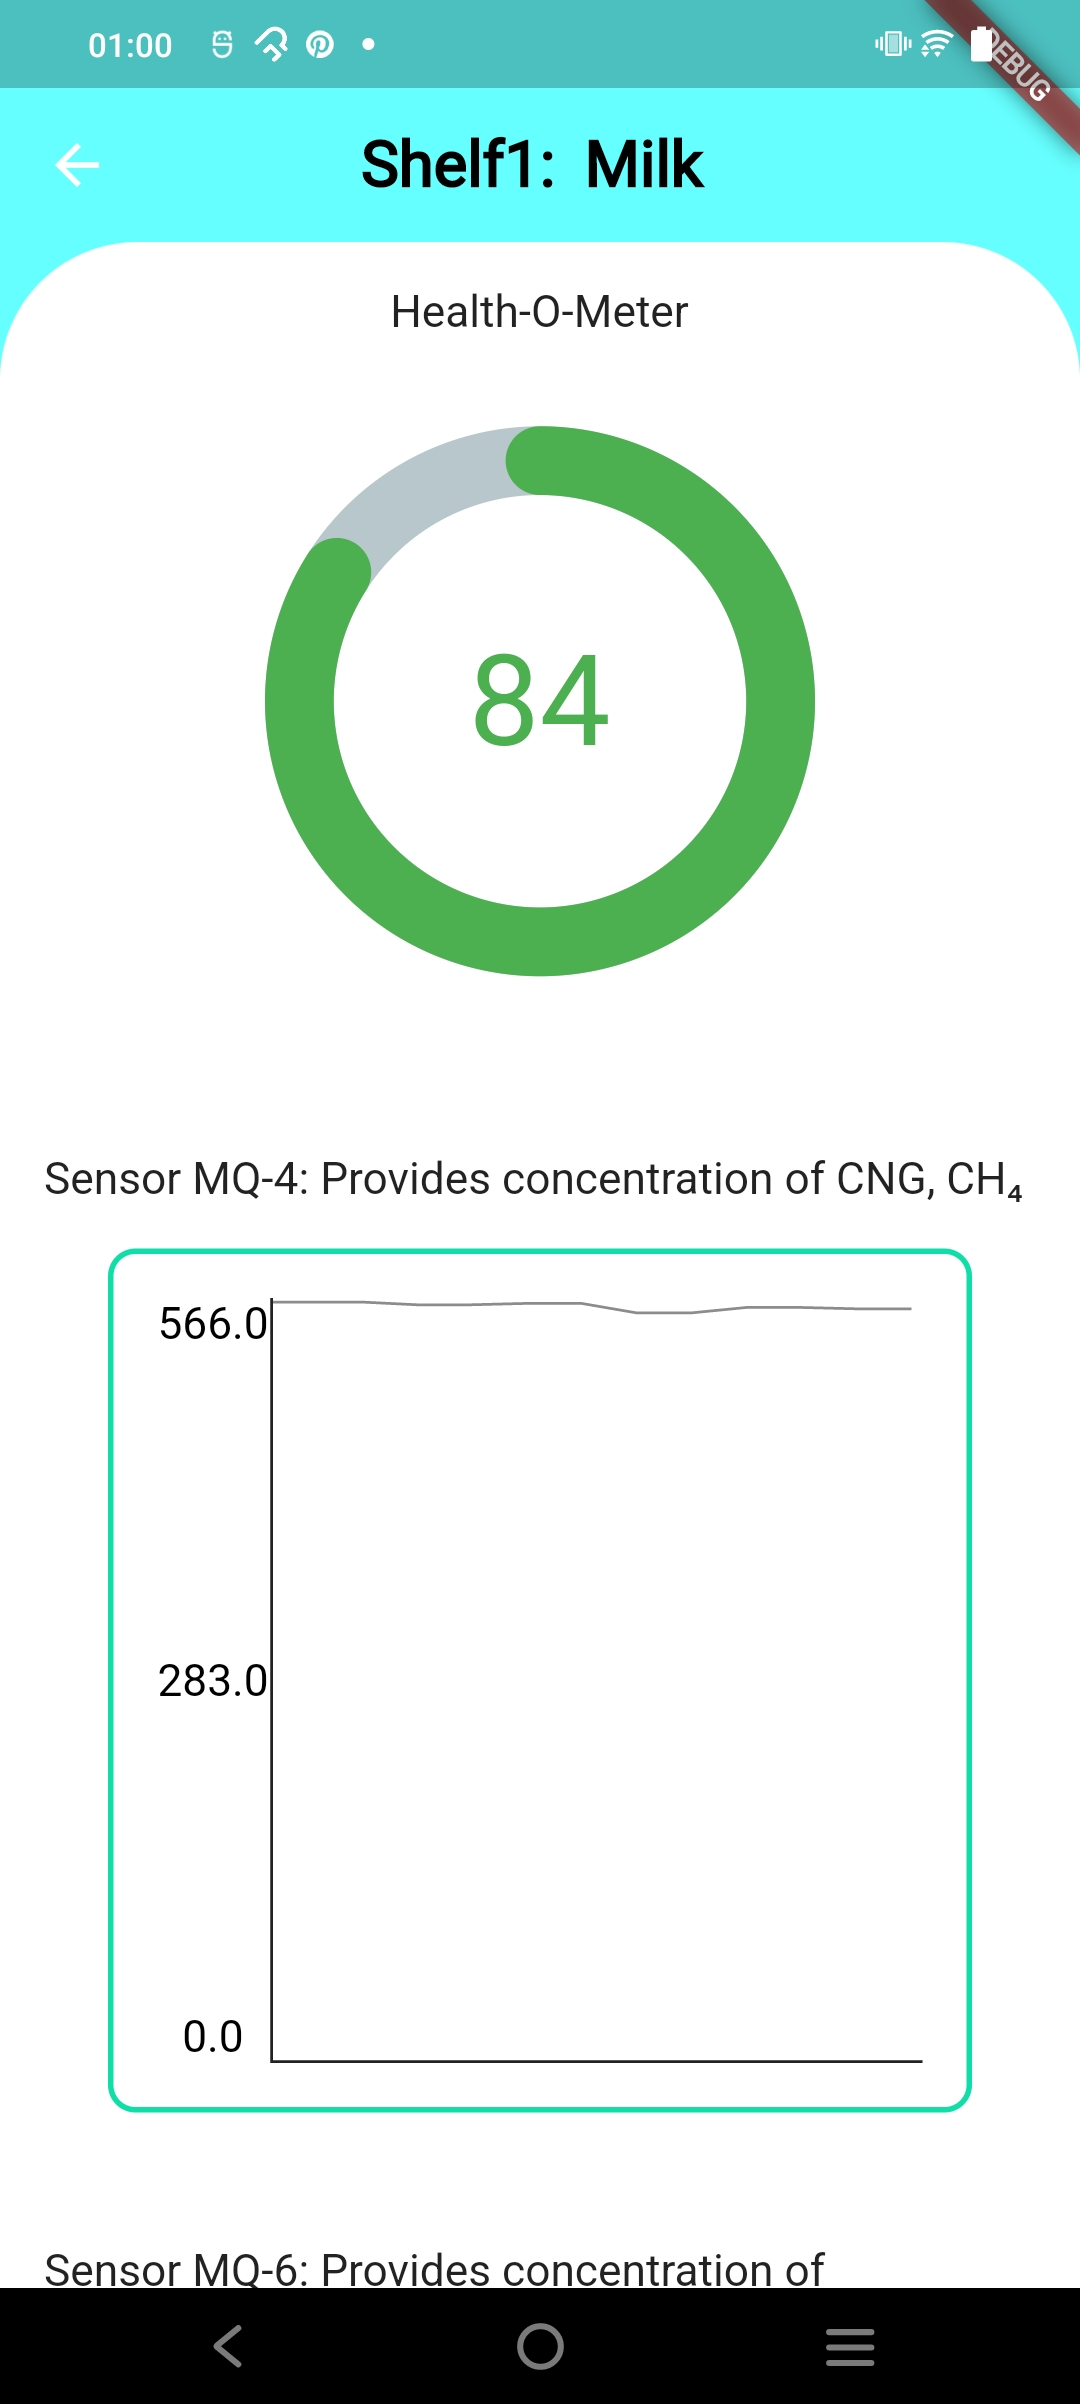 01:00
DEBUG
Shelf1: Milk
Health-O-Meter
84
Sensor MQ-4: Provides concentration of CNG, CH₄
566.0
283.0
0.0
Sensor MQ-6: Provides concentration of